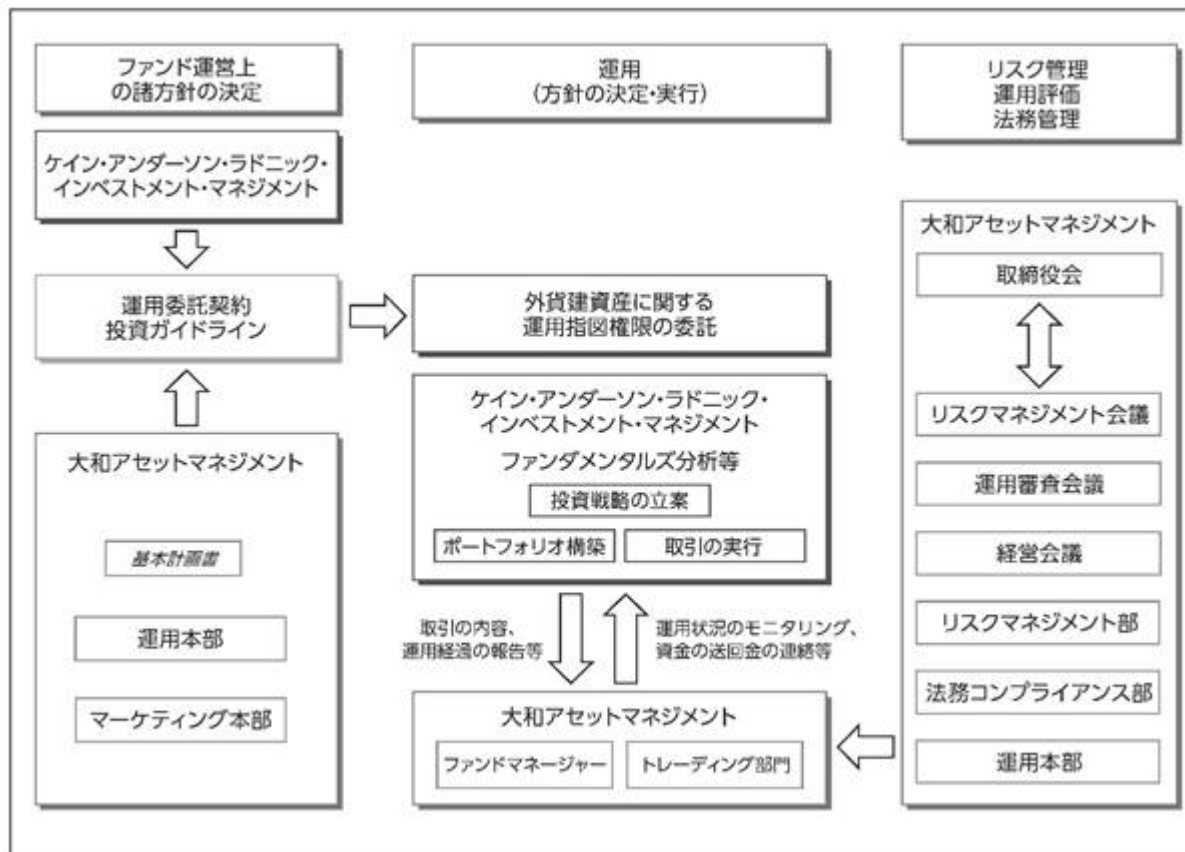 ファンド運営上
の諸方針の決定
ケイン・アンダーソン・ラドニック・
インベストメント・マネジメント
運用委託契約
投資ガイドライン
大和アセットマネジメント
基本計画書
運用本部
マーケティング本部
運用
(方針の決定・実行)
外貨建資産に関する
運用指図権限の委託
ケイン・アンダーソン・ラドニック・
インベストメント・マネジメント
ファンダメンタルズ分析等
投資戦略の立案
ポートフォリオ構築
取引の実行
取引の内容、
運用経過の報告等
運用状況のモニタリング、
資金の送回金の連絡等
大和アセットマネジメント
ファンドマネージャー
トレーディング部門
リスク管理
運用評価
法務管理
大和アセットマネジメント
取締役会
リスクマネジメント会議
運用審査会議
経営会議
リスクマネジメント部
法務コンプライアンス部
運用本部